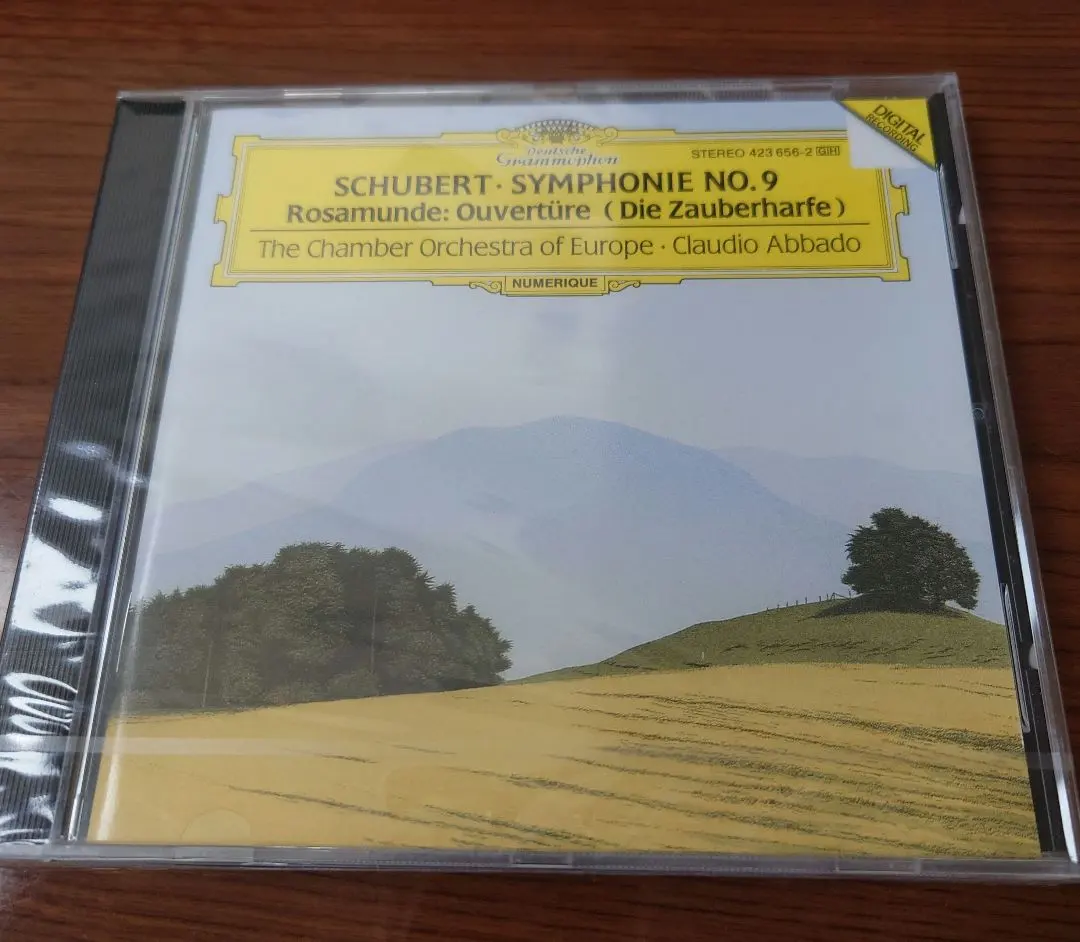 DIGITAL
RECORDING
Deutsche
Grammophon
STEREO 423 656-2 GH
SCHUBERT · SYMPHONIE NO. 9
Rosamunde: Ouvertüre (Die Zauberharfe)
The Chamber Orchestra of Europe · Claudio Abbado
NUMERIQUE